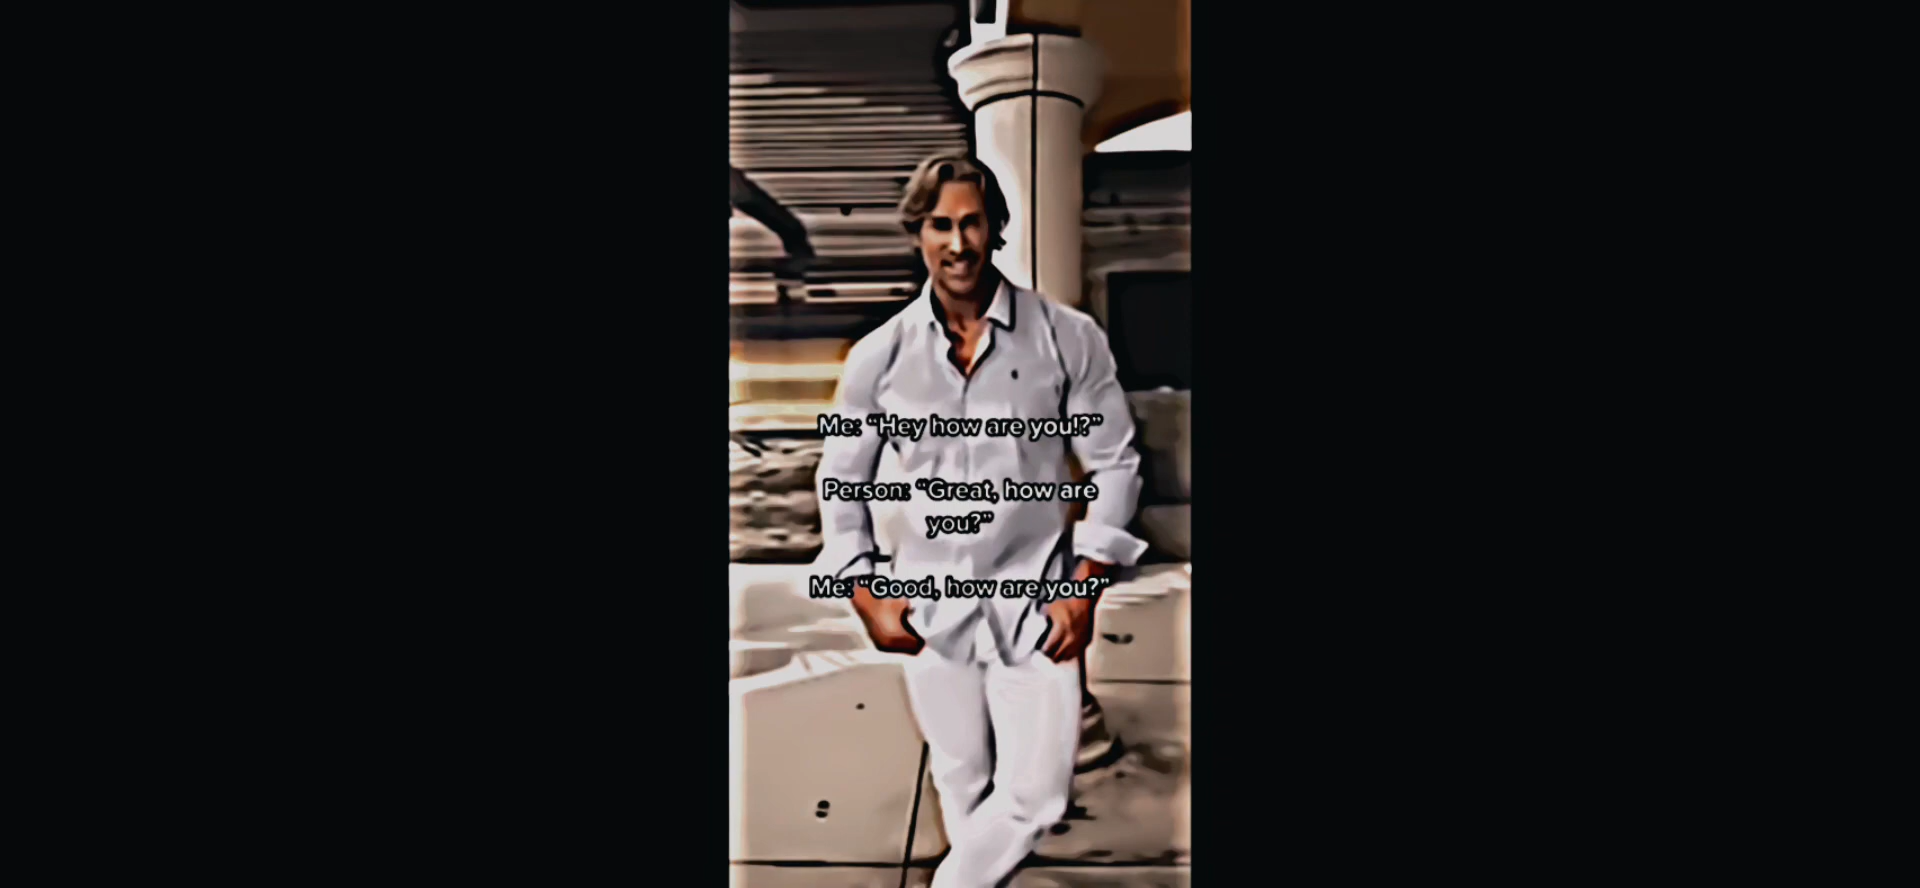 Me: “Hey how are you!?”
Person: “Great, how are
you?”
Me: “Good, how are you?”